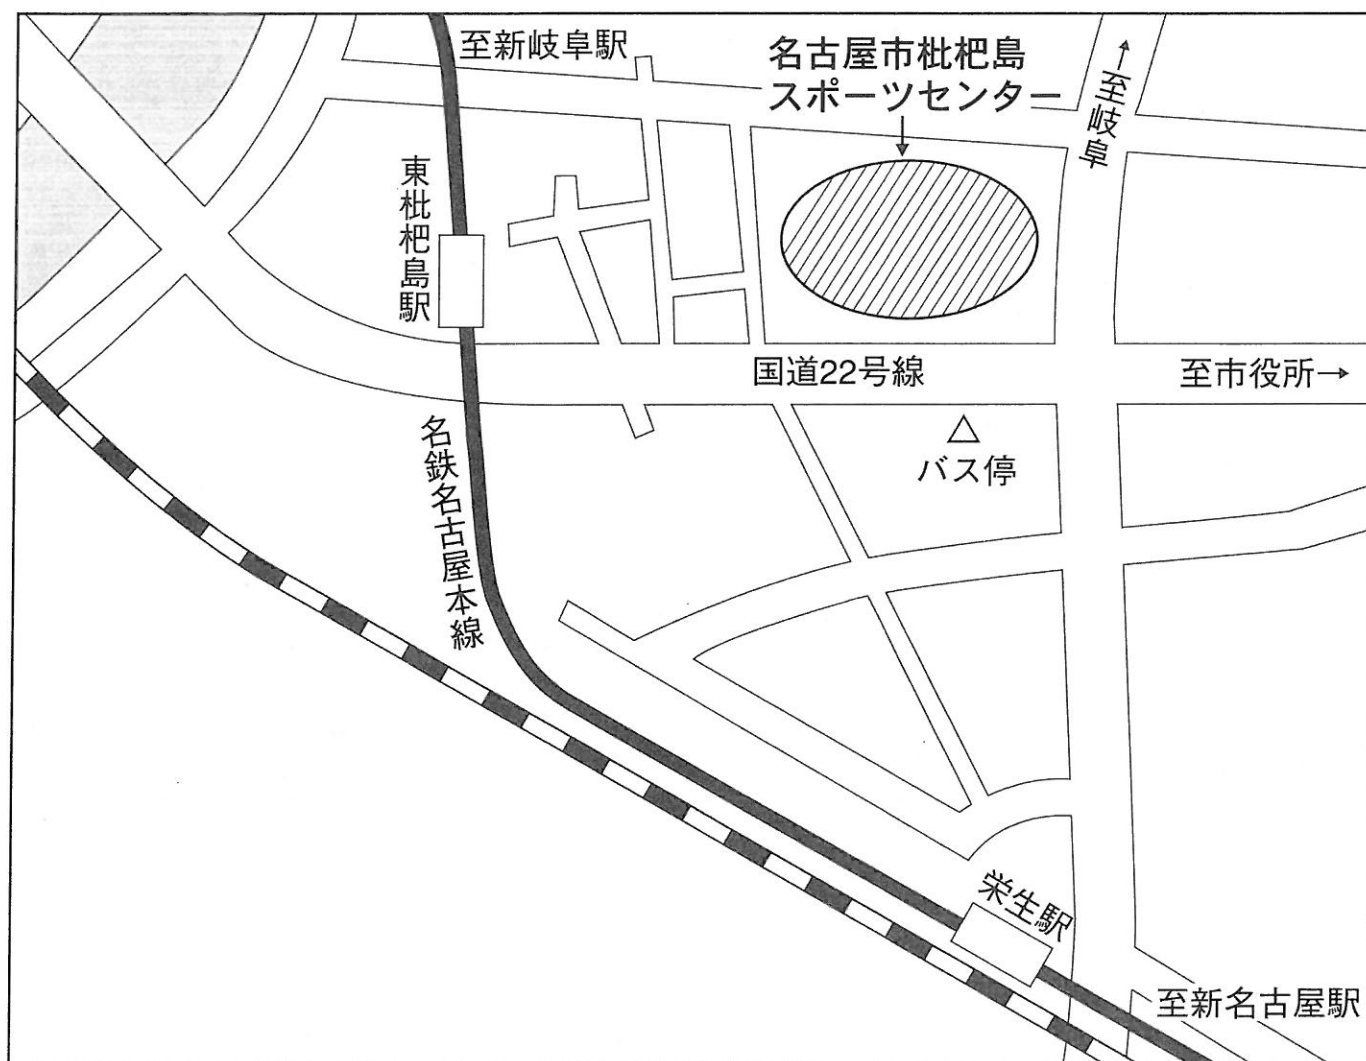 至新岐阜駅
名古屋市枇杷島
スポーツセンター
↑至岐阜
東枇杷島駅
国道22号線
至市役所→
名鉄名古屋本線
バス停
栄生駅
至新名古屋駅